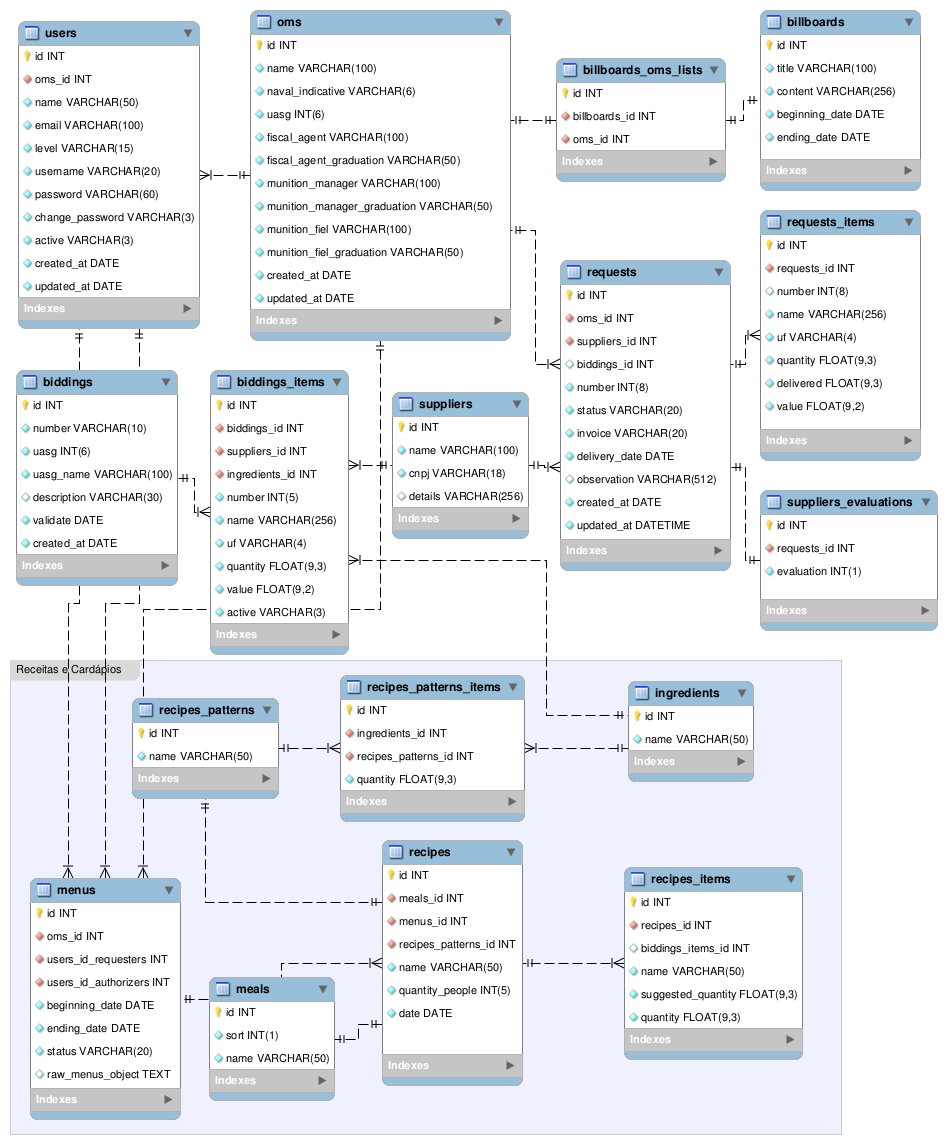 users
id INT
oms_id INT
name VARCHAR(50)
email VARCHAR(100)
level VARCHAR(15)
username VARCHAR(20)
password VARCHAR(60)
change_password VARCHAR(3)
active VARCHAR(3)
created_at DATE
updated_at DATE
Indexes
oms
id INT
name VARCHAR(100)
naval_indicative VARCHAR(6)
uasg INT(6)
fiscal_agent VARCHAR(100)
fiscal_agent_graduation VARCHAR(50)
munition_manager VARCHAR(100)
munition_manager_graduation VARCHAR(50)
munition_fiel VARCHAR(100)
munition_fiel_graduation VARCHAR(50)
created_at DATE
updated_at DATE
Indexes
billboards_oms_lists
id INT
billboards_id INT
oms_id INT
Indexes
billboards
id INT
title VARCHAR(100)
content VARCHAR(256)
beginning_date DATE
ending_date DATE
Indexes
requests_items
id INT
requests_id INT
number INT(8)
name VARCHAR(256)
uf VARCHAR(4)
quantity FLOAT(9,3)
delivered FLOAT(9,3)
value FLOAT(9,2)
Indexes
requests
id INT
oms_id INT
suppliers_id INT
biddings_id INT
number INT(8)
status VARCHAR(20)
invoice VARCHAR(20)
delivery_date DATE
observation VARCHAR(512)
created_at DATE
updated_at DATETIME
Indexes
biddings
id INT
number VARCHAR(10)
uasg INT(6)
uasg_name VARCHAR(100)
description VARCHAR(30)
validate DATE
created_at DATE
Indexes
biddings_items
id INT
biddings_id INT
suppliers_id INT
ingredients_id INT
number INT(5)
name VARCHAR(256)
uf VARCHAR(4)
quantity FLOAT(9,3)
value FLOAT(9,2)
active VARCHAR(3)
Indexes
suppliers
id INT
name VARCHAR(100)
cnpj VARCHAR(18)
details VARCHAR(256)
Indexes
suppliers_evaluations
id INT
requests_id INT
evaluation INT(1)
Indexes
Receitas e Cardápios
recipes_patterns
id INT
name VARCHAR(50)
Indexes
recipes_patterns_items
id INT
ingredients_id INT
recipes_patterns_id INT
quantity FLOAT(9,3)
Indexes
ingredients
id INT
name VARCHAR(50)
Indexes
menus
id INT
oms_id INT
users_id_requesters INT
users_id_authorizers INT
beginning_date DATE
ending_date DATE
status VARCHAR(20)
raw_menus_object TEXT
Indexes
meals
id INT
sort INT(1)
name VARCHAR(50)
Indexes
recipes
id INT
meals_id INT
menus_id INT
recipes_patterns_id INT
name VARCHAR(50)
quantity_people INT(5)
date DATE
Indexes
recipes_items
id INT
recipes_id INT
biddings_items_id INT
name VARCHAR(50)
suggested_quantity FLOAT(9,3)
quantity FLOAT(9,3)
Indexes